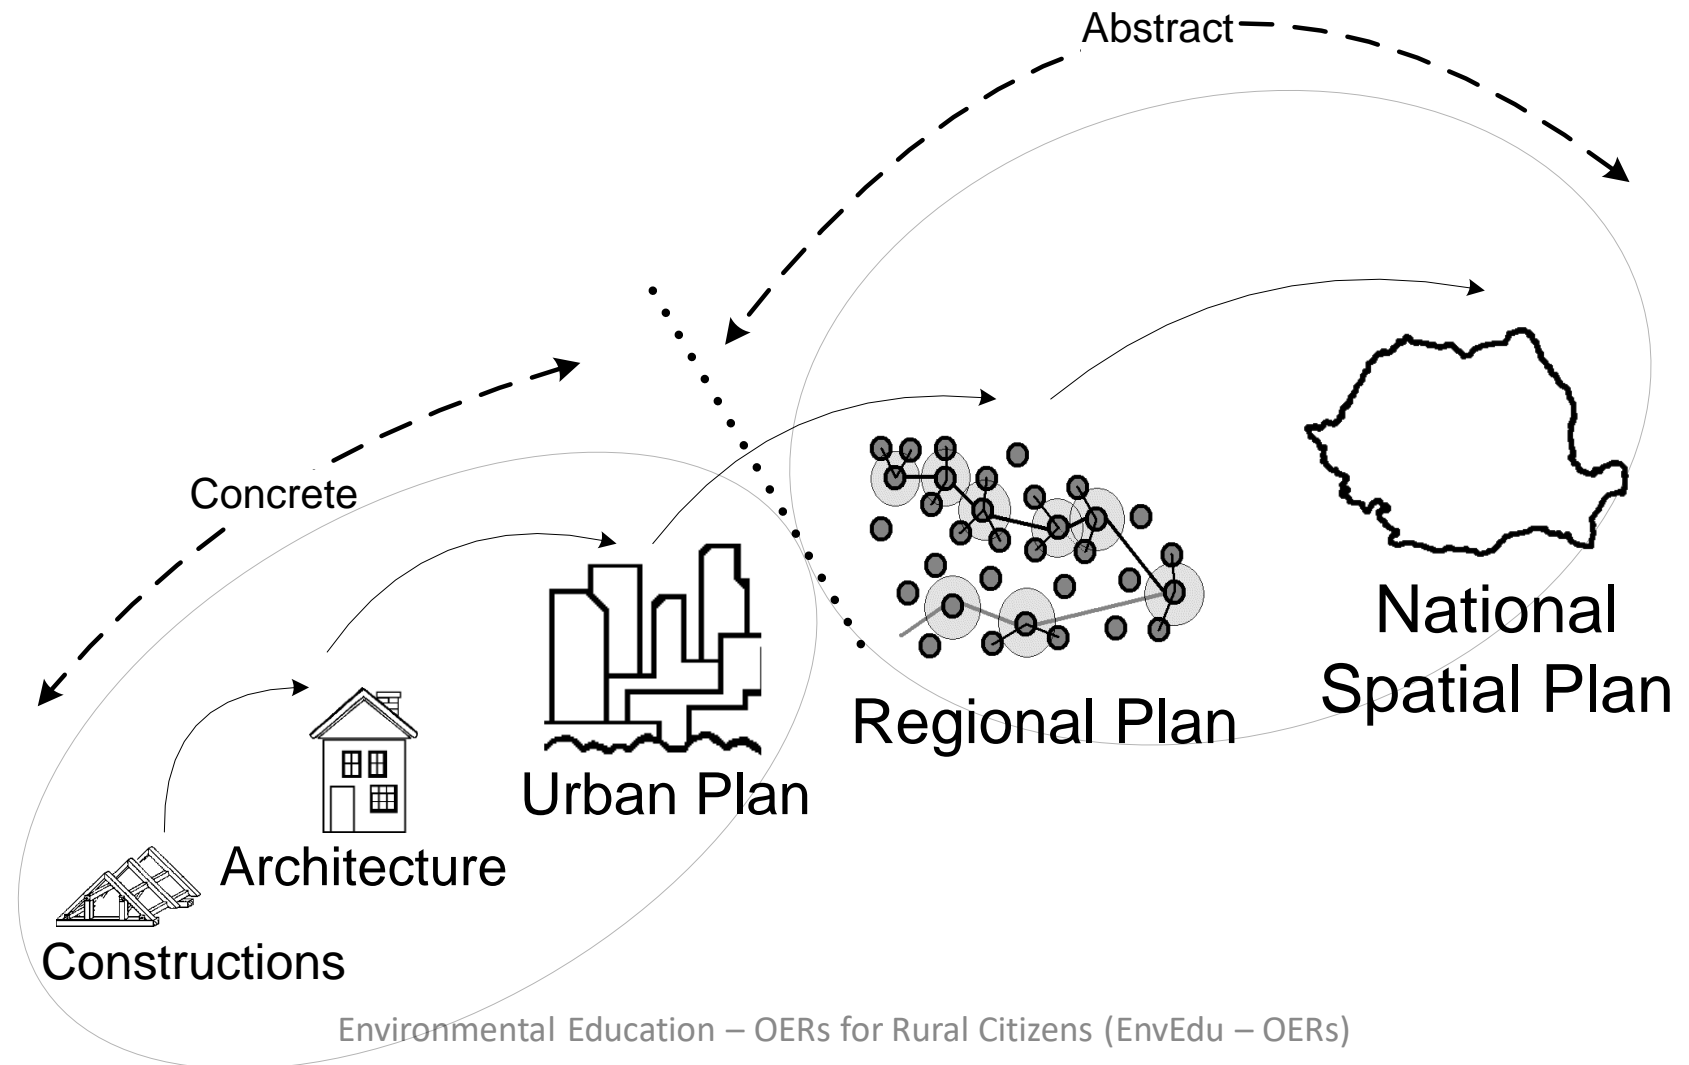 Abstract
Concrete
National
Spatial Plan
Regional Plan
Urban Plan
Architecture
Constructions
Environmental Education – OERs for Rural Citizens (EnvEdu – OERs)